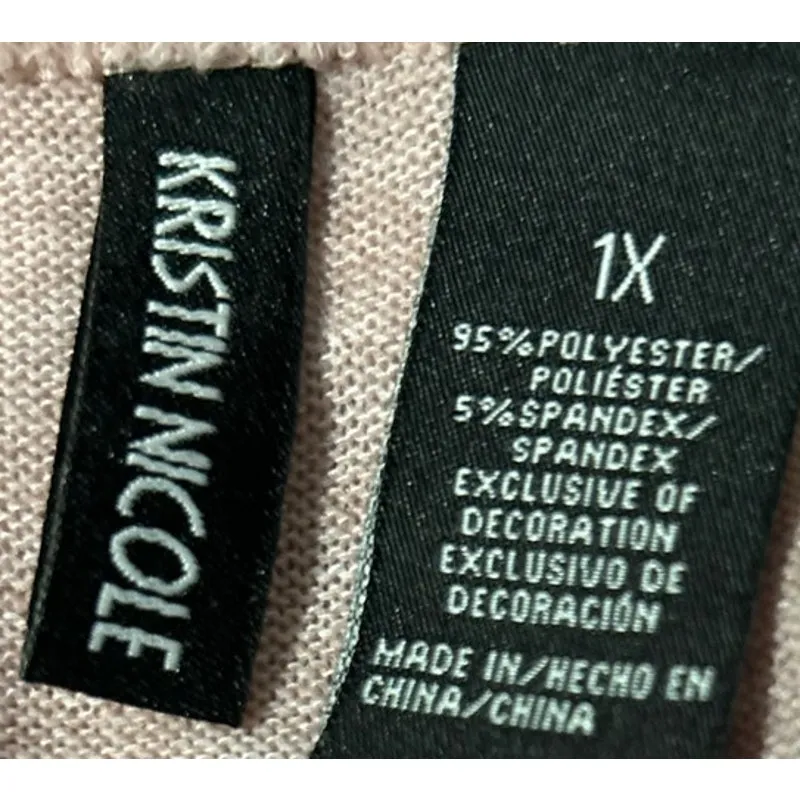 KRISTIN NICOLE
1X
95%POLYESTER/
POLIÉSTER
5%SPANDEX/
SPANDEX
EXCLUSIVE OF
DECORATION
EXCLUSIVO DE
DECORACIÓN
MADE IN/HECHO EN
CHINA/CHINA